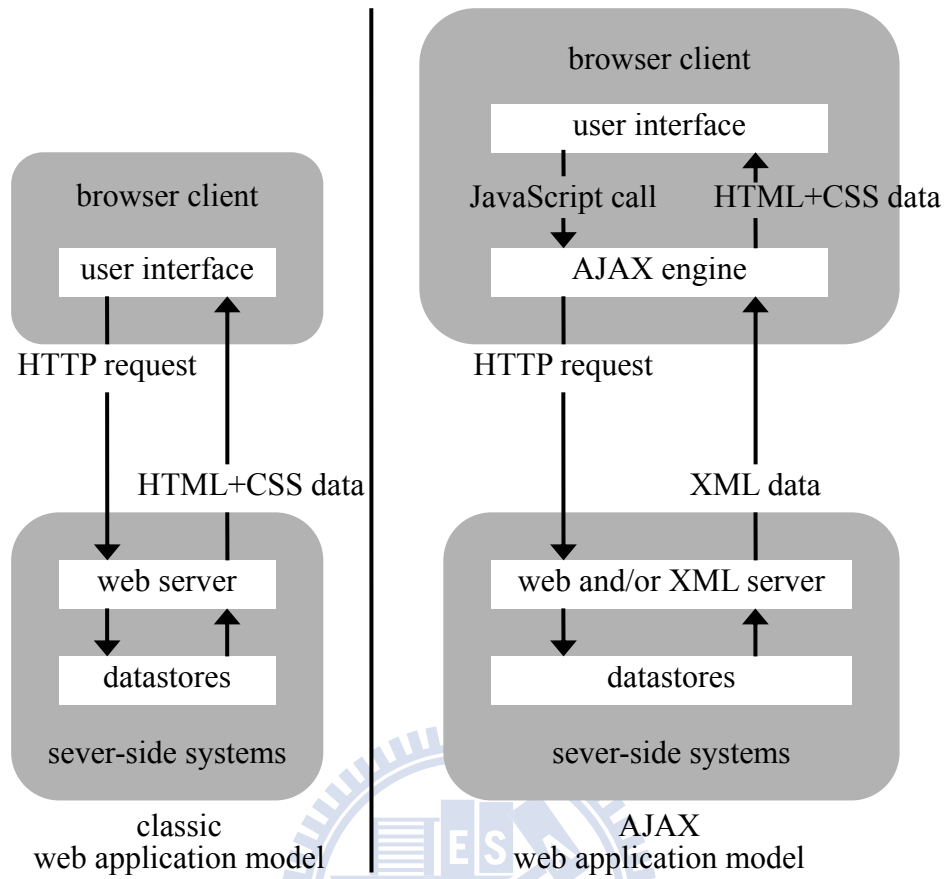 browser client
user interface
HTTP request
HTML+CSS data
web server
datastores
sever-side systems
classic
web application model
browser client
user interface
JavaScript call
HTML+CSS data
AJAX engine
HTTP request
XML data
web and/or XML server
datastores
sever-side systems
AJAX
web application model
ES